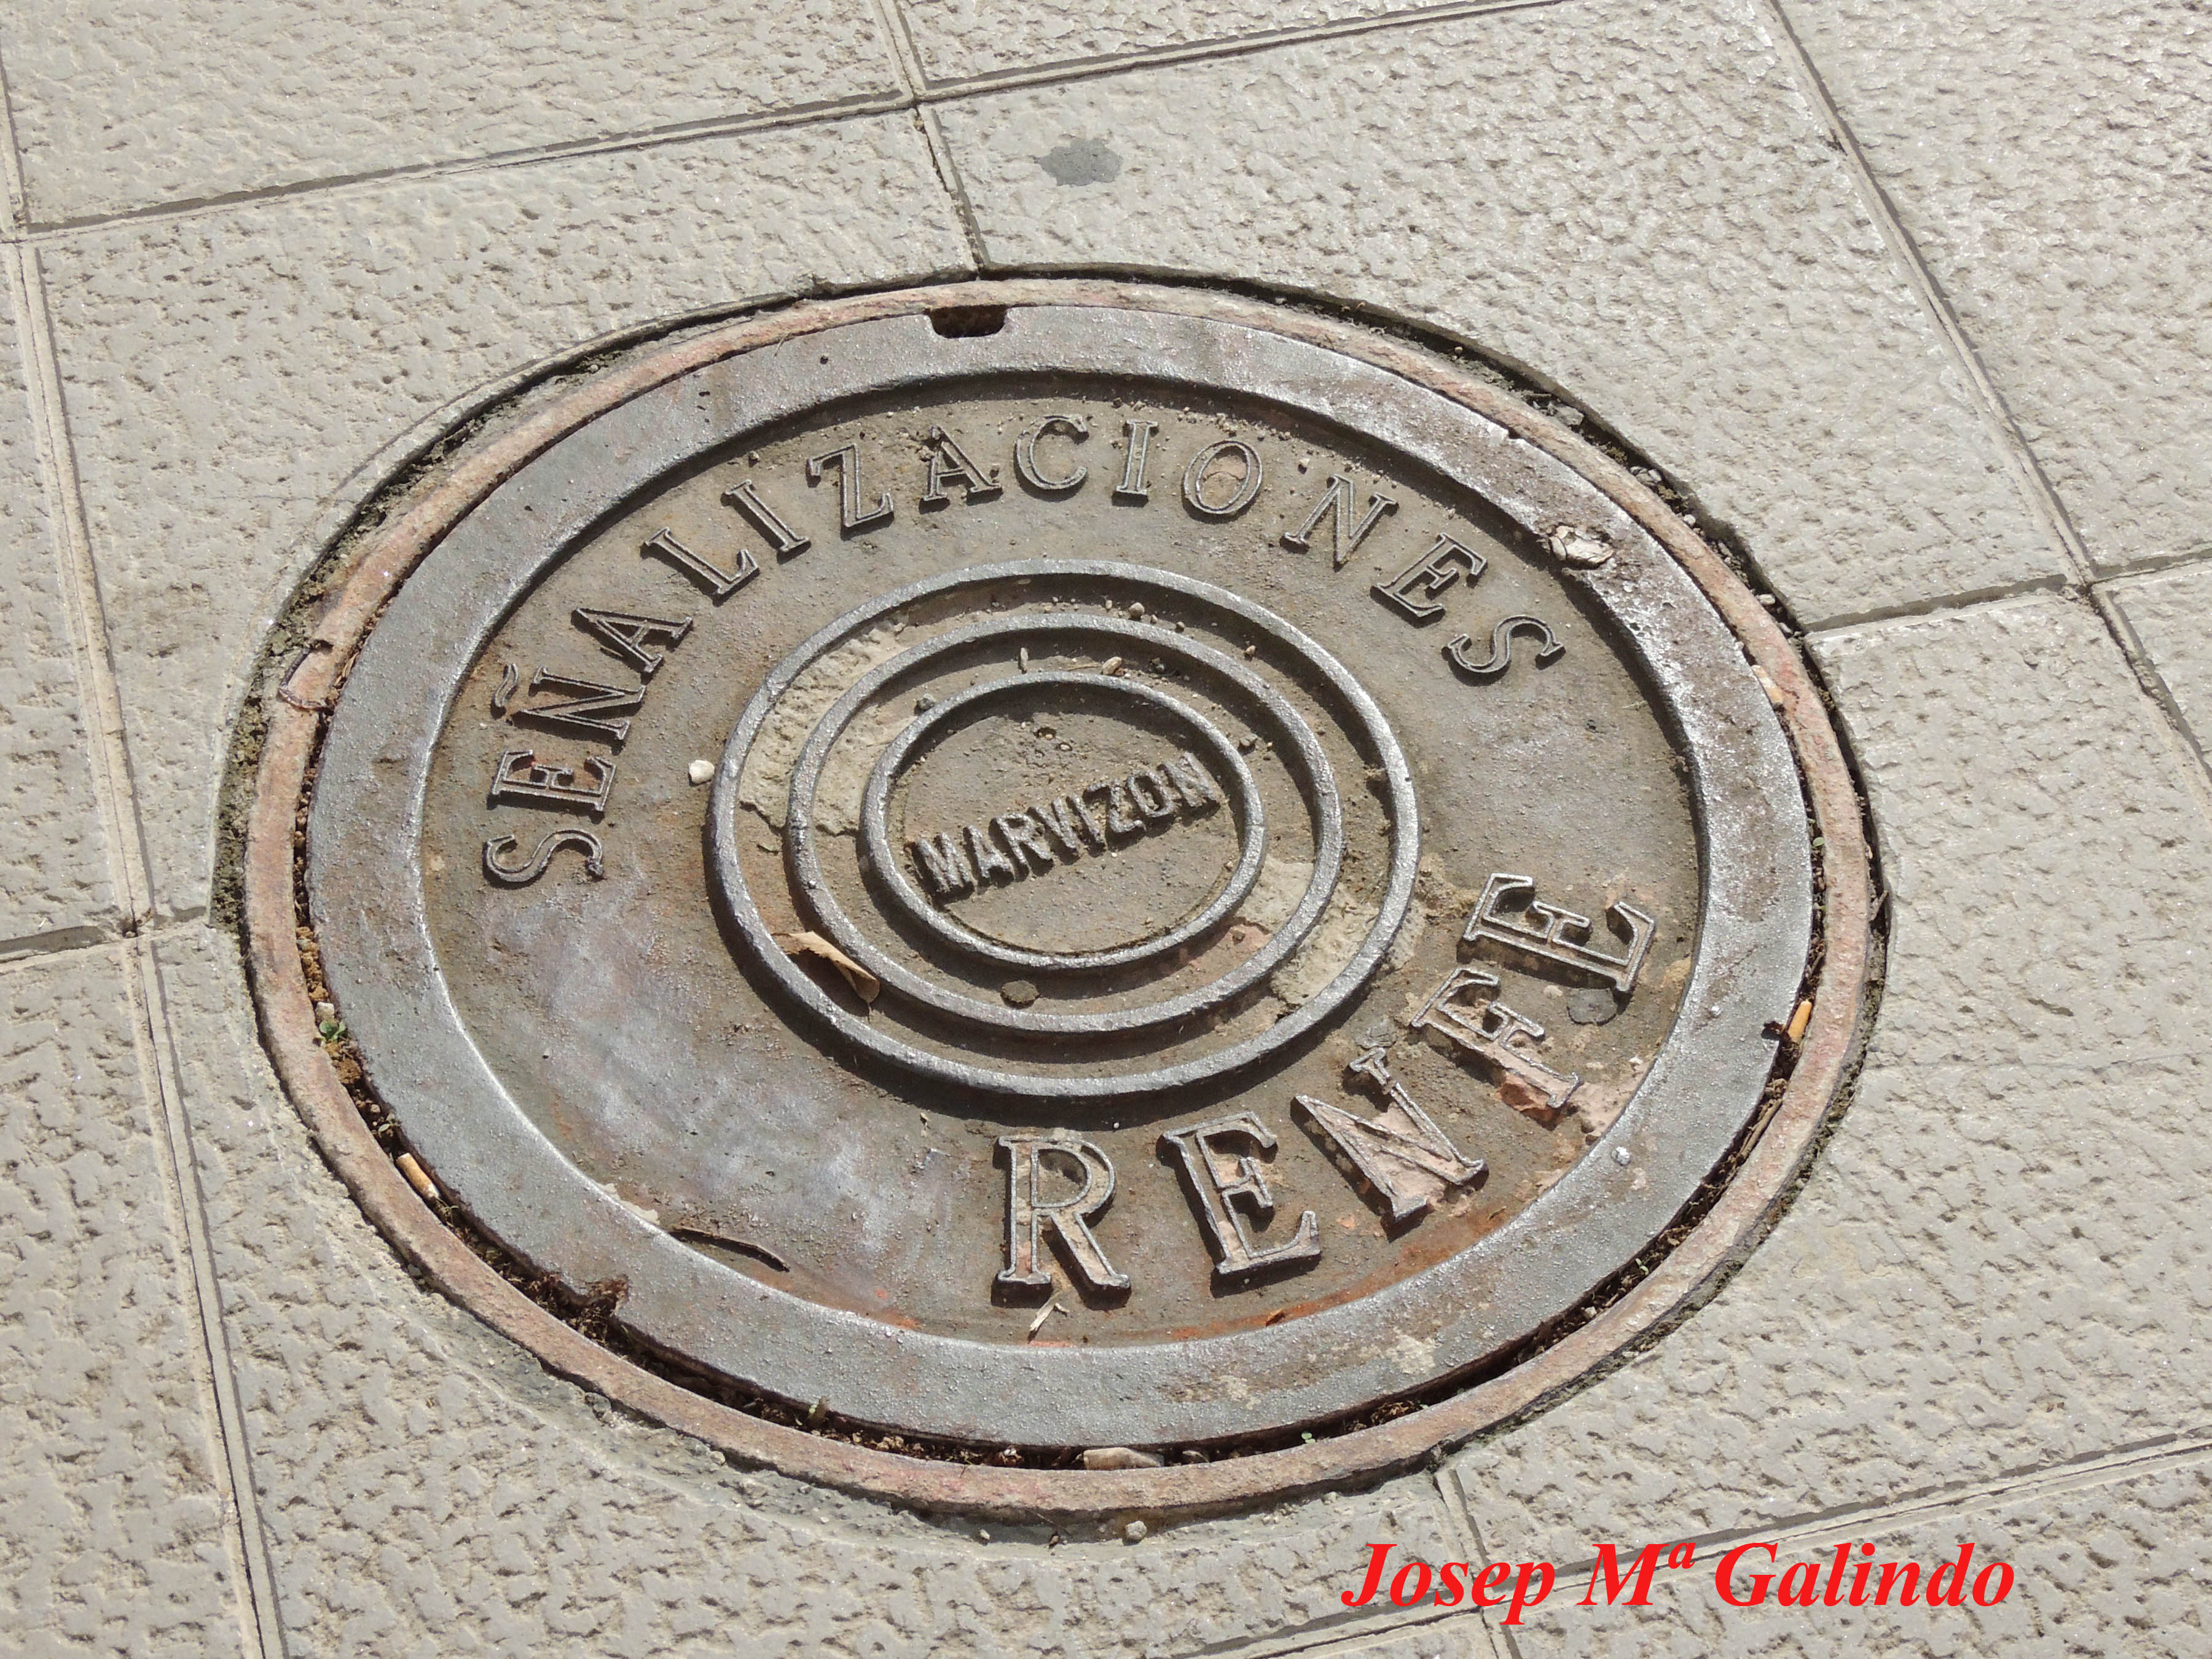 SEÑALIZACIONES
MARVIZON
RENFE
Josep Mª Galindo